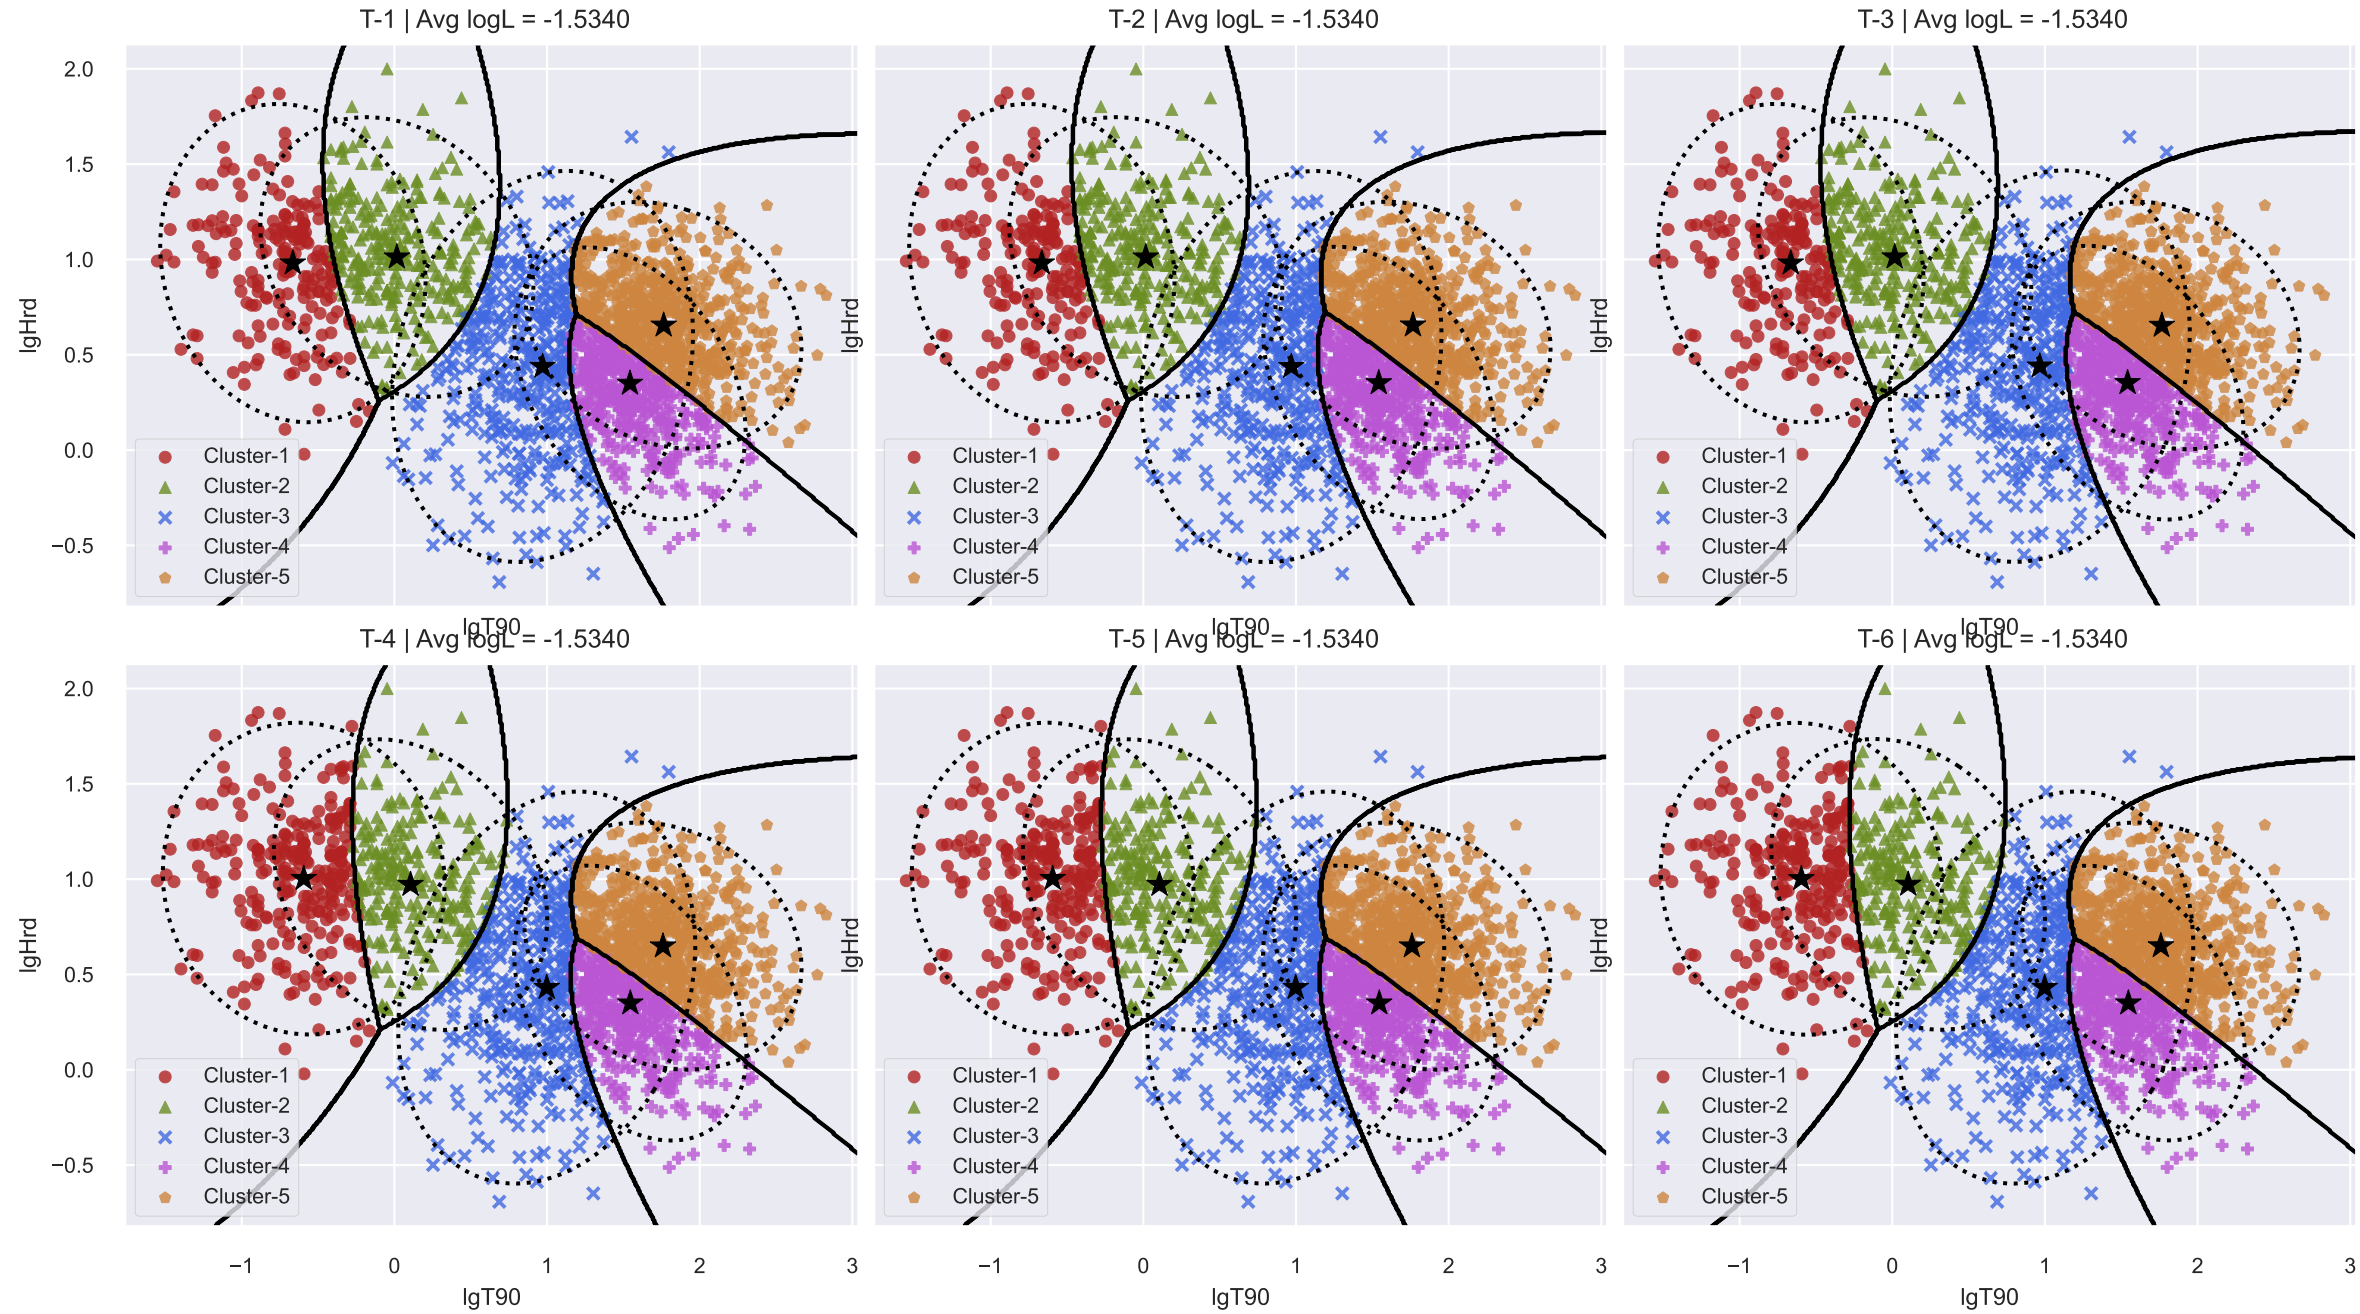 T-1 | Avg logL = -1.5340
T-2 | Avg logL = -1.5340
T-3 | Avg logL = -1.5340
2.0
1.5
1.0
0.5
0.0
−0.5
lgHrd
lgHrd
lgHrd
Cluster-1
Cluster-2
Cluster-3
Cluster-4
Cluster-5
Cluster-1
Cluster-2
Cluster-3
Cluster-4
Cluster-5
Cluster-1
Cluster-2
Cluster-3
Cluster-4
Cluster-5
lgT90
lgT90
lgT90
T-4 | Avg logL = -1.5340
T-5 | Avg logL = -1.5340
T-6 | Avg logL = -1.5340
2.0
1.5
1.0
0.5
0.0
−0.5
lgHrd
lgHrd
lgHrd
Cluster-1
Cluster-2
Cluster-3
Cluster-4
Cluster-5
Cluster-1
Cluster-2
Cluster-3
Cluster-4
Cluster-5
Cluster-1
Cluster-2
Cluster-3
Cluster-4
Cluster-5
−1 0 1 2 3
−1 0 1 2 3
−1 0 1 2 3
lgT90
lgT90
lgT90